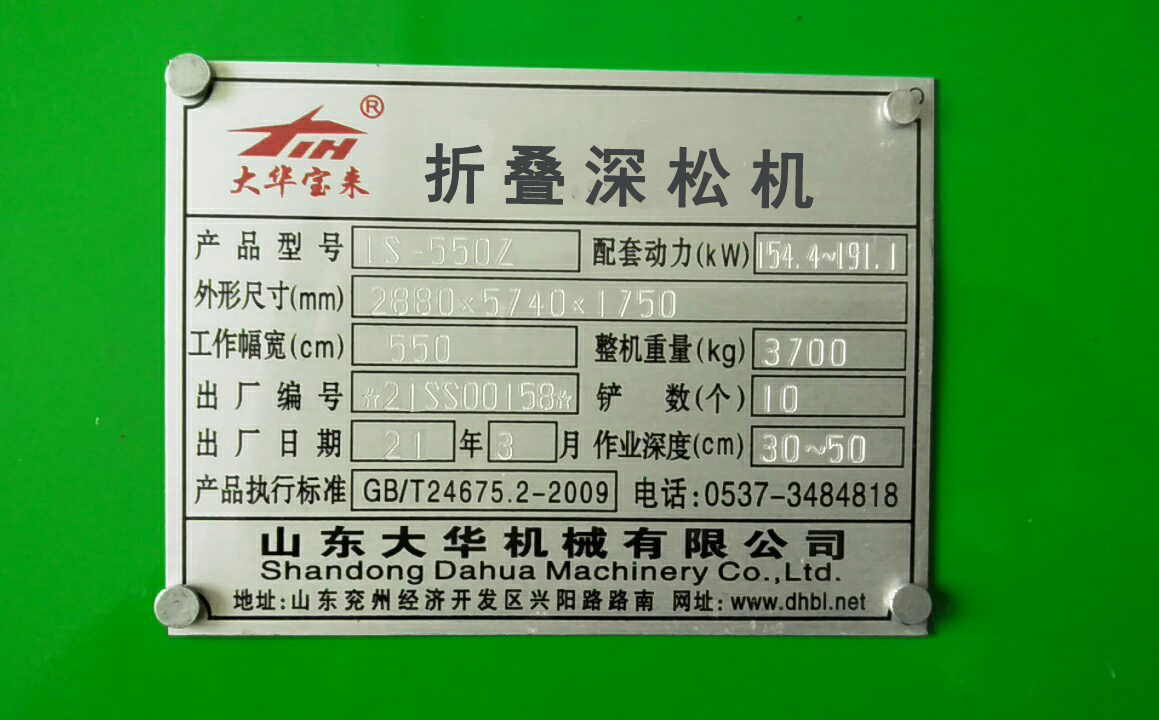 ®
大华宝来
折叠深松机
产品型号 1S-550Z 配套动力(kW) 154.4~191.1
外形尺寸(mm) 2880×5740×1750
工作幅宽(cm) 550 整机重量(kg) 3700
出厂编号 ☆21SS00158☆ 铲 数(个) 10
出厂日期 21 年 3 月 作业深度(cm) 30~50
产品执行标准 GB/T24675.2-2009 电话:0537-3484818
山东大华机械有限公司
Shandong Dahua Machinery Co.,Ltd.
地址:山东兖州经济开发区兴阳路路南 网址:www.dhbl.net